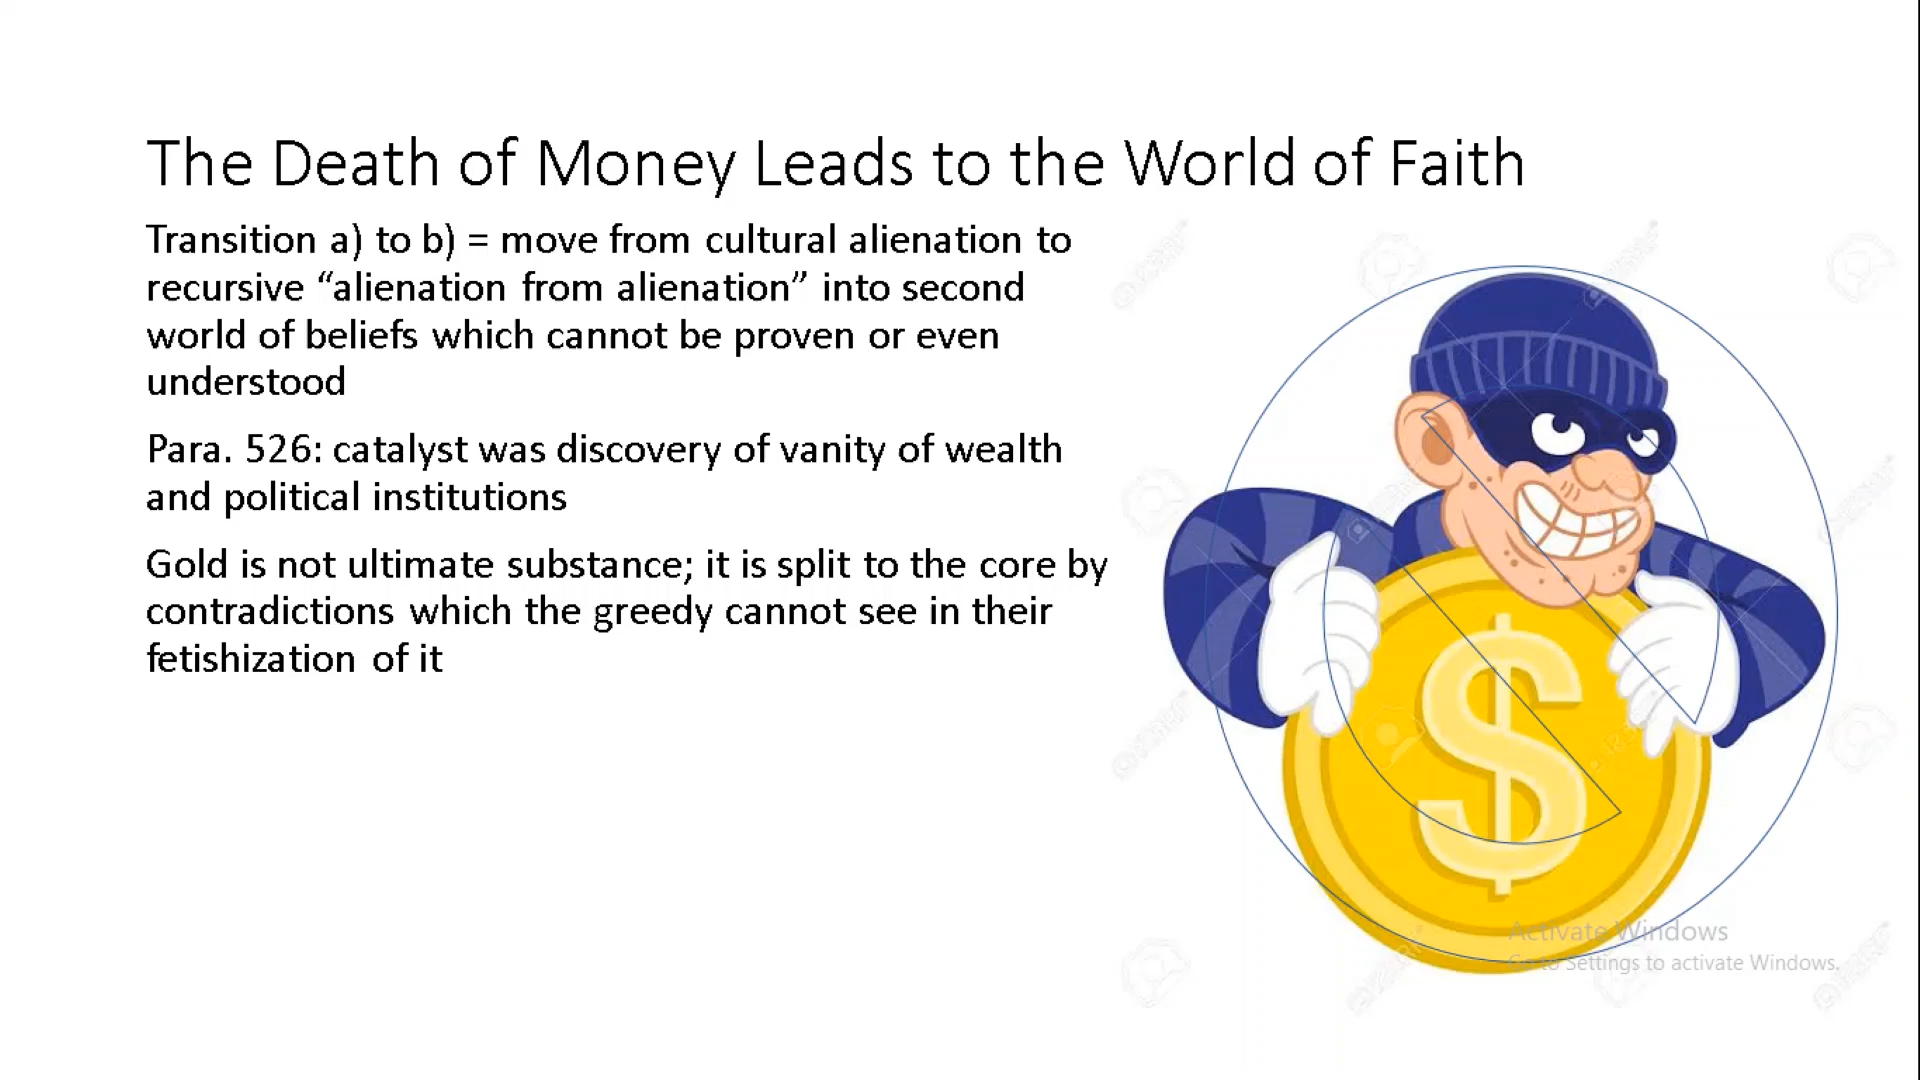 The Death of Money Leads to the World of Faith
Transition a) to b) = move from cultural alienation to
recursive “alienation from alienation” into second
world of beliefs which cannot be proven or even
understood
Para. 526: catalyst was discovery of vanity of wealth
and political institutions
Gold is not ultimate substance; it is split to the core by
contradictions which the greedy cannot see in their
fetishization of it
$
Activate Windows
Go to Settings to activate Windows.